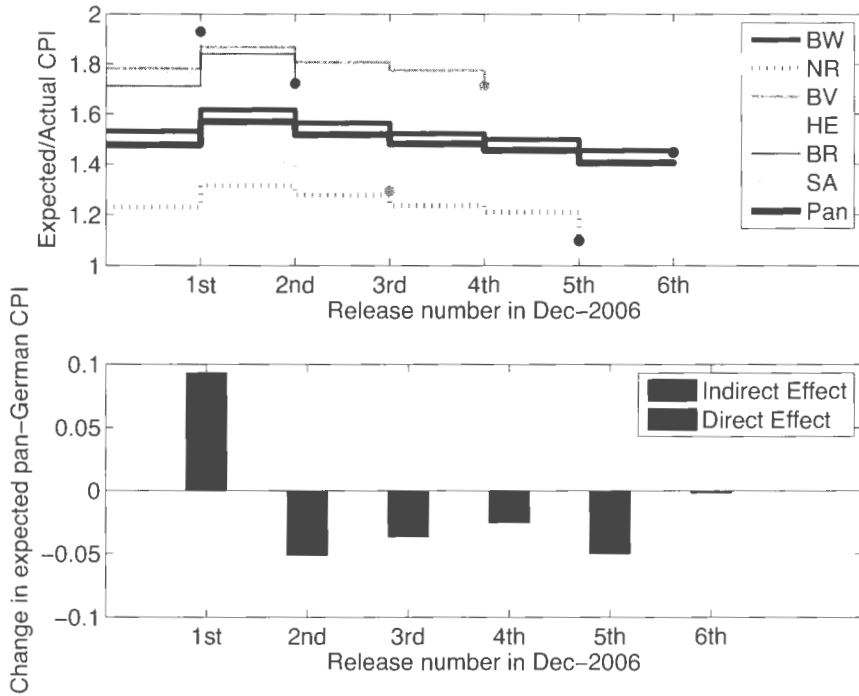 Expected/Actual CPI
2
1.8
1.6
1.4
1.2
1
BW
NR
BV
HE
BR
SA
Pan
1st 2nd 3rd 4th 5th 6th
Release number in Dec−2006
Change in expected pan−German CPI
0.1
0.05
0
−0.05
−0.1
Indirect Effect
Direct Effect
1st 2nd 3rd 4th 5th 6th
Release number in Dec−2006